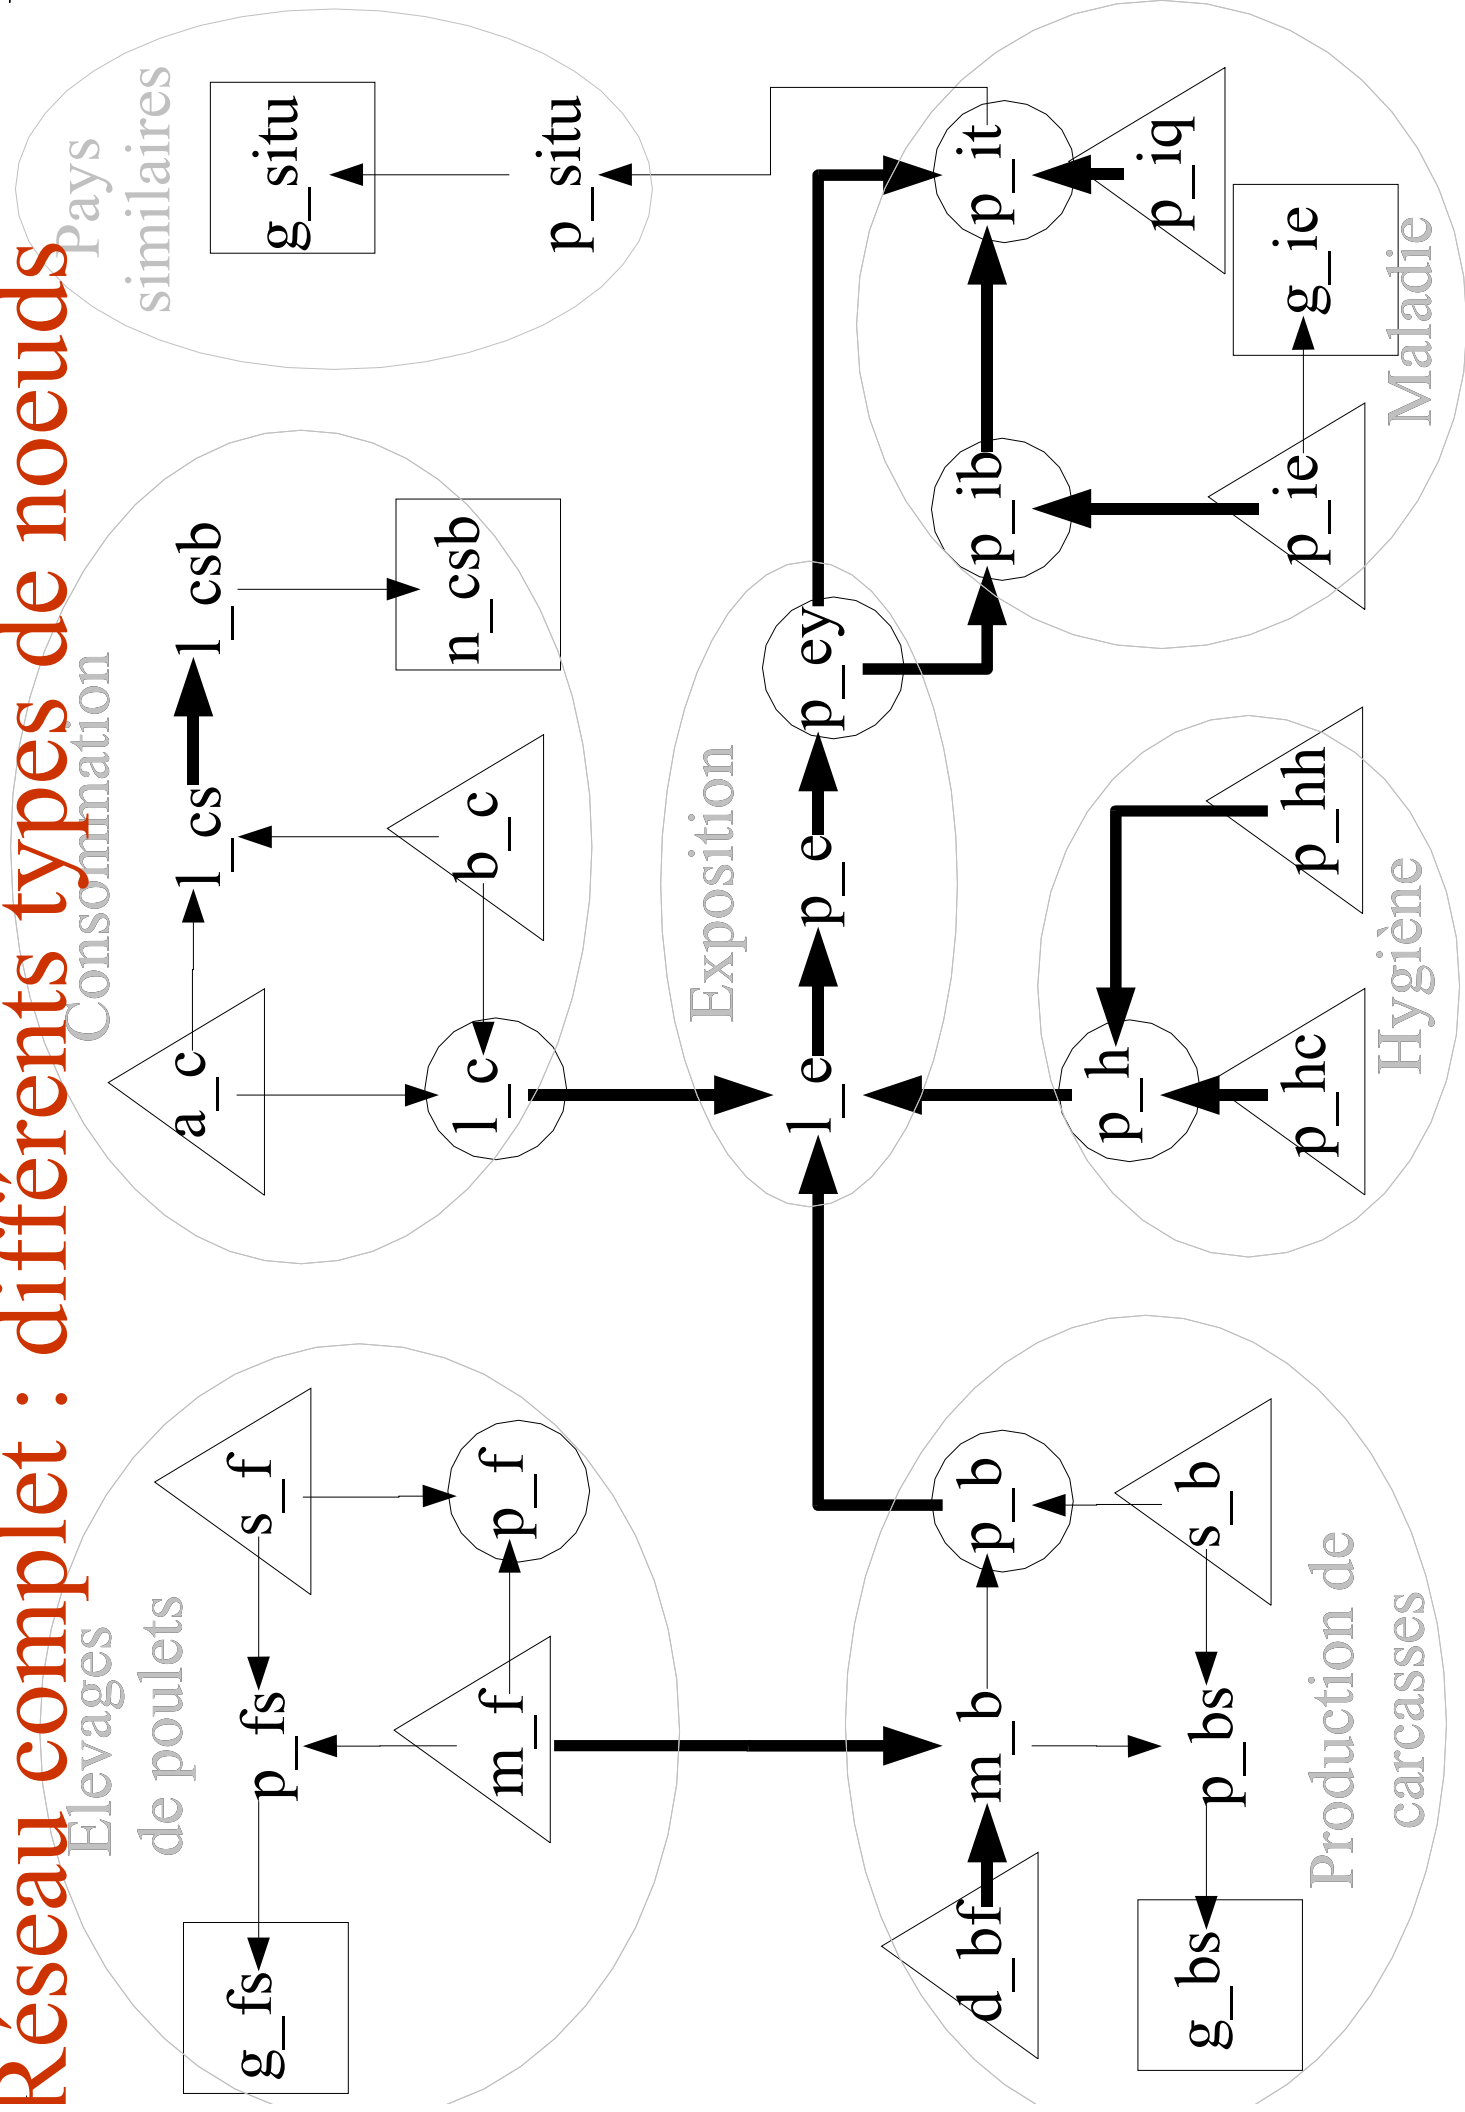 Réseau complet : différents types de noeuds
Elevages
de poulets
g_fs
p_fs
s_f
m_f
p_f
Consommation
a_c
l_cs
l_csb
l_c
b_c
n_csb
Pays
similaires
g_situ
p_situ
Exposition
l_e
p_e
p_ey
Production de
carcasses
d_bf
m_b
p_b
g_bs
p_bs
s_b
Hygiène
p_h
p_hc
p_hh
Maladie
p_ib
p_it
p_ie
g_ie
p_iq